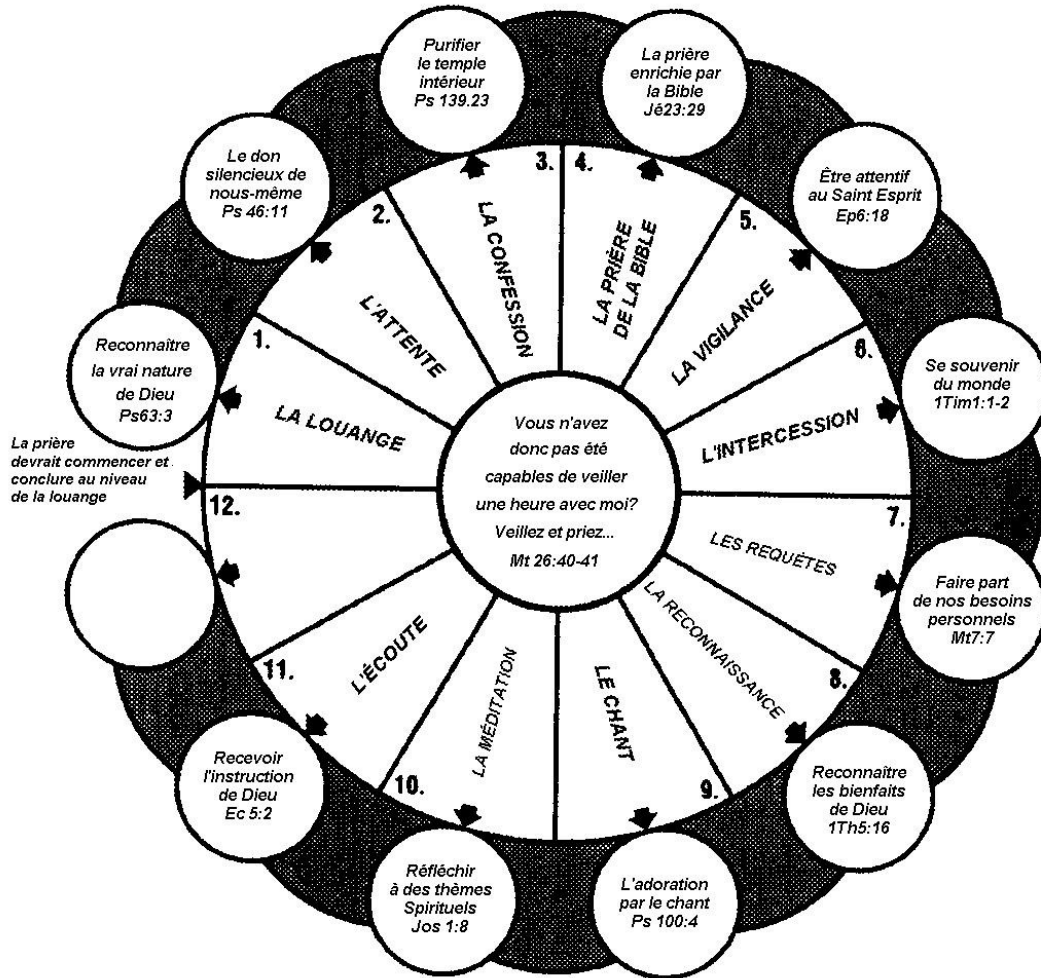 Vous n'avez
donc pas été
capables de veiller
une heure avec moi?
Veillez et priez...
Mt 26:40-41
La prière
devrait commencer et
conclure au niveau
de la louange
1.
LA LOUANGE
Reconnaître
la vrai nature
de Dieu
Ps63:3
2.
L'ATTENTE
Le don
silencieux de
nous-même
Ps 46:11
3.
LA CONFESSION
Purifier
le temple
intérieur
Ps 139.23
4.
LA PRIÈRE
DE LA BIBLE
La prière
enrichie par
la Bible
Jé23:29
5.
LA VIGILANCE
Être attentif
au Saint Esprit
Ep6:18
6.
L'INTERCESSION
Se souvenir
du monde
1Tim1:1-2
7.
LES REQUÊTES
Faire part
de nos besoins
personnels
Mt7:7
8.
LA RECONNAISSANCE
Reconnaître
les bienfaits
de Dieu
1Th5:16
9.
LE CHANT
L'adoration
par le chant
Ps 100:4
10.
LA MÉDITATION
Réfléchir
à des thèmes
Spirituels
Jos 1:8
11.
L'ÉCOUTE
Recevoir
l'instruction
de Dieu
Ec 5:2
12.